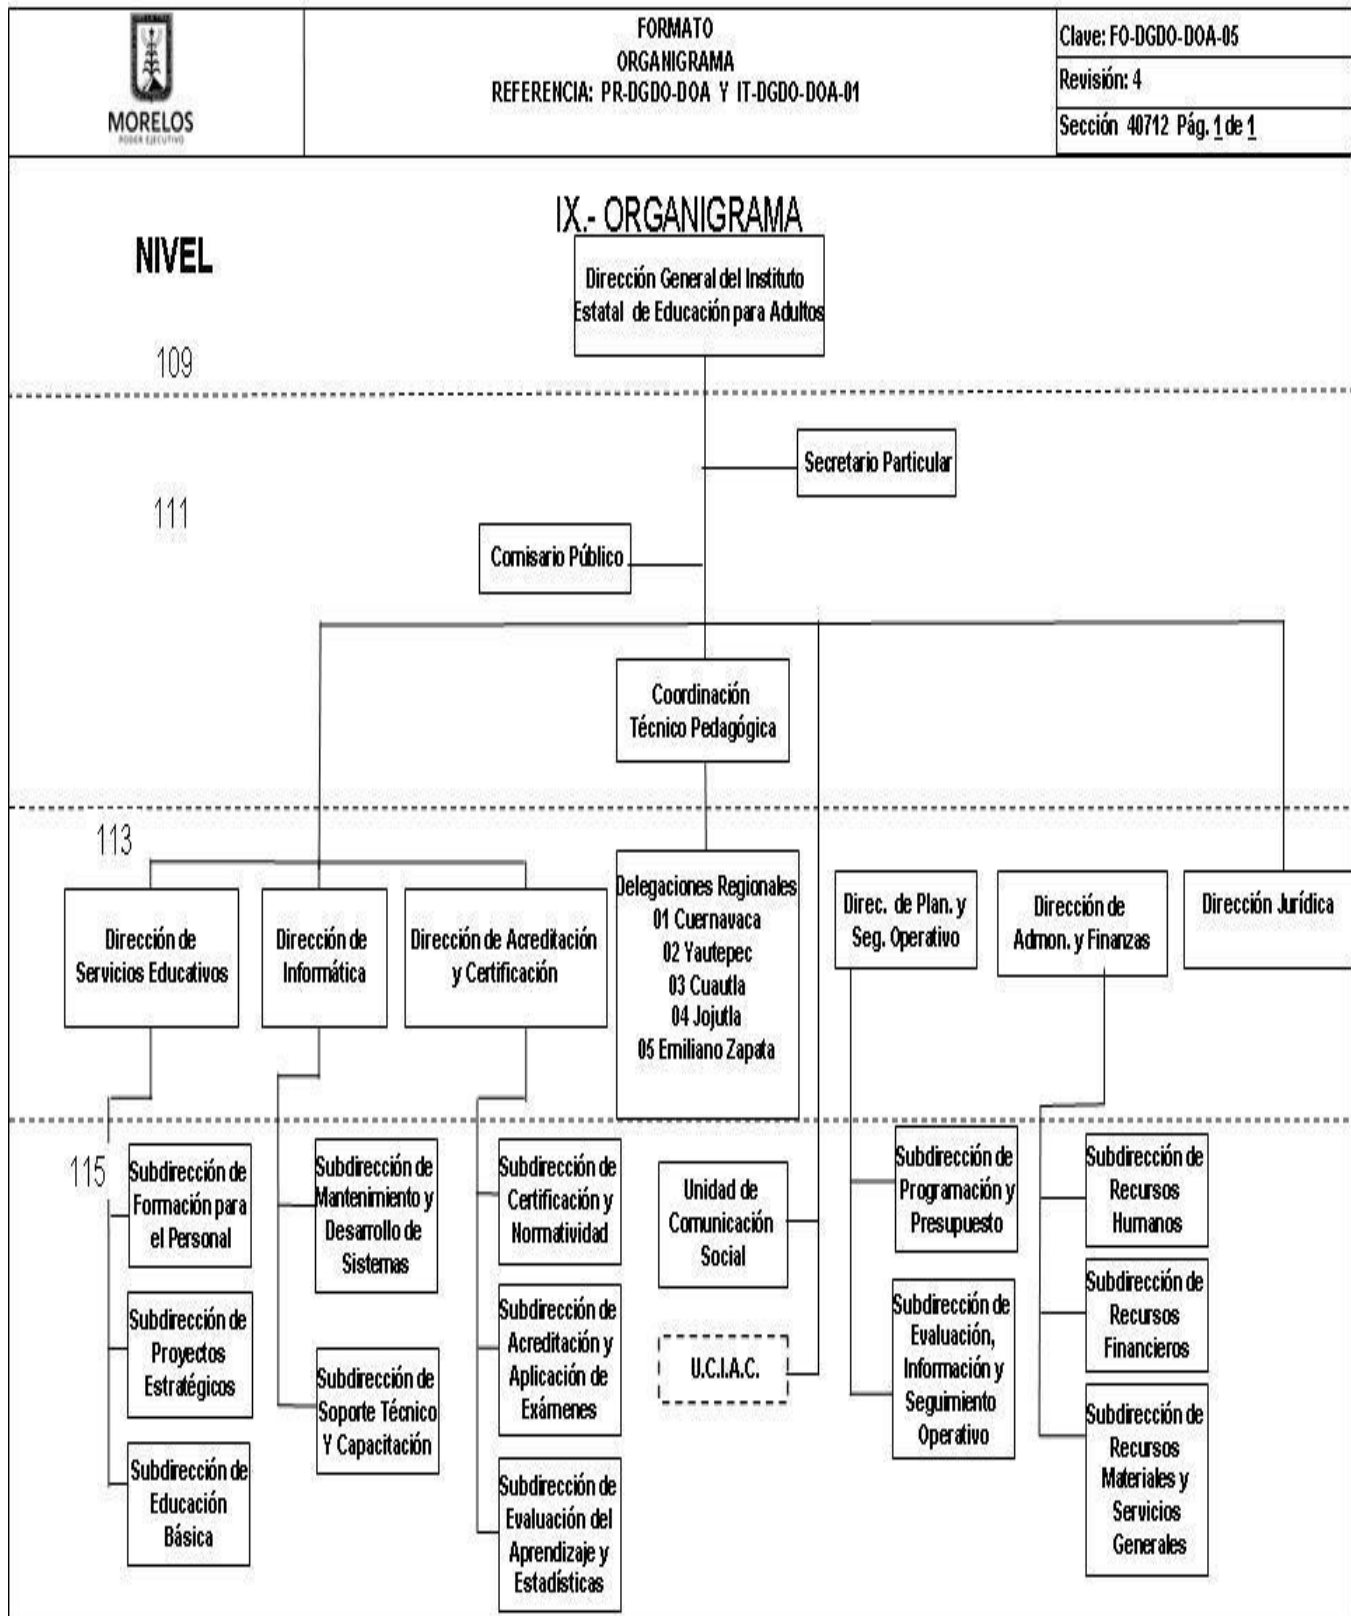 MORELOS
PODER EJECUTIVO
FORMATO
ORGANIGRAMA
REFERENCIA: PR-DGDO-DOA Y IT-DGDO-DOA-01
Clave: FO-DGDO-DOA-05
Revisión: 4
Sección 40712 Pág. 1 de 1
IX.- ORGANIGRAMA
NIVEL
Dirección General del Instituto
Estatal de Educación para Adultos
109
Secretario Particular
111
Comisario Público
Coordinación
Técnico Pedagógica
113
Dirección de
Servicios Educativos
Dirección de
Informática
Dirección de Acreditación
y Certificación
Delegaciones Regionales
01 Cuernavaca
02 Yautepec
03 Cuautla
04 Jojutla
05 Emiliano Zapata
Direc. de Plan. y
Seg. Operativo
Dirección de
Admon. y Finanzas
Dirección Jurídica
115
Subdirección de
Formación para
el Personal
Subdirección de
Proyectos
Estratégicos
Subdirección de
Educación
Básica
Subdirección de
Mantenimiento y
Desarrollo de
Sistemas
Subdirección de
Soporte Técnico
Y Capacitación
Subdirección de
Certificación y
Normatividad
Subdirección de
Acreditación y
Aplicación de
Exámenes
Subdirección de
Evaluación del
Aprendizaje y
Estadísticas
Unidad de
Comunicación
Social
U.C.I.A.C.
Subdirección de
Programación y
Presupuesto
Subdirección de
Evaluación,
Información y
Seguimiento
Operativo
Subdirección de
Recursos
Humanos
Subdirección de
Recursos
Financieros
Subdirección de
Recursos
Materiales y
Servicios
Generales